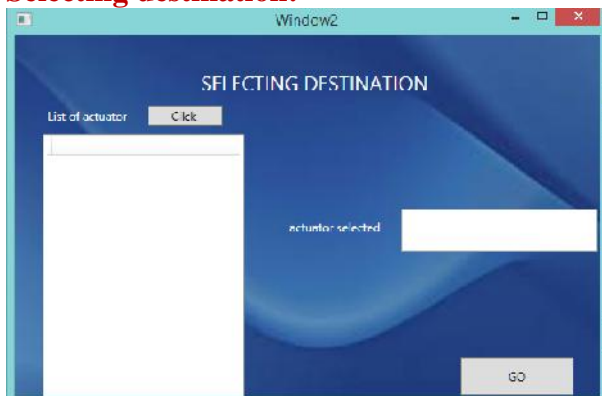 Selecting destination:
Window2
SELECTING DESTINATION
List of actuator
Click
actuator selected
GO